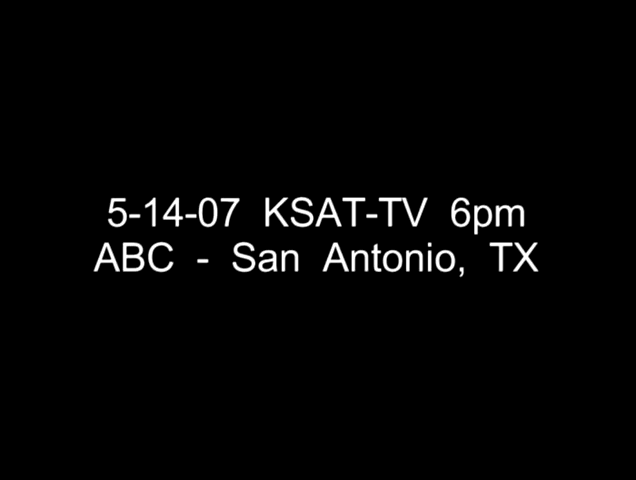 5-14-07 KSAT-TV 6pm
ABC - San Antonio, TX